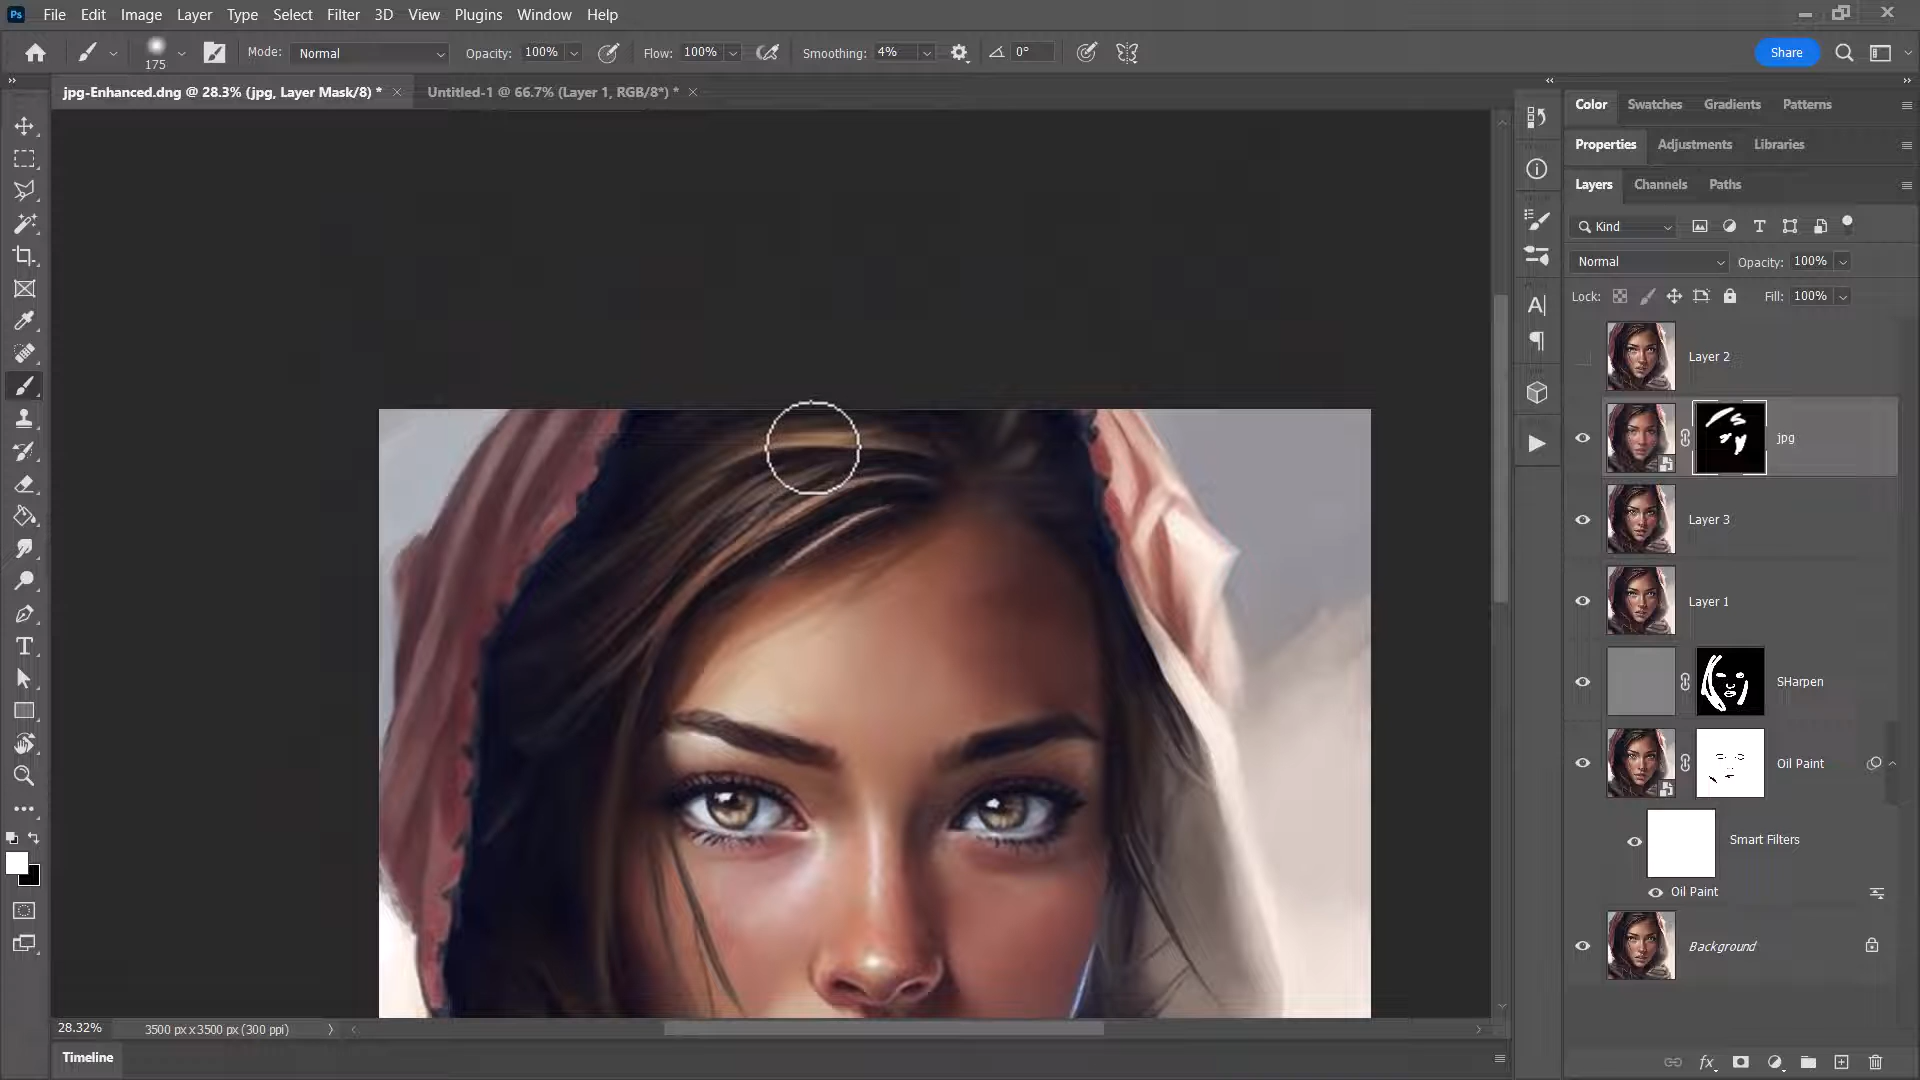 Ps File Edit Image Layer Type Select Filter 3D View Plugins Window Help
175 Mode: Normal Opacity: 100% Flow: 100% Smoothing: 4% 0° Share
jpg-Enhanced.dng @ 28.3% (jpg, Layer Mask/8) * × Untitled-1 @ 66.7% (Layer 1, RGB/8*) * ×
Color Swatches Gradients Patterns
Properties Adjustments Libraries
Layers Channels Paths
Kind
Normal Opacity: 100%
Lock: Fill: 100%
Layer 2
jpg
Layer 3
Layer 1
SHarpen
Oil Paint
Smart Filters
Oil Paint
Background
28.32% 3500 px x 3500 px (300 ppi)
Timeline